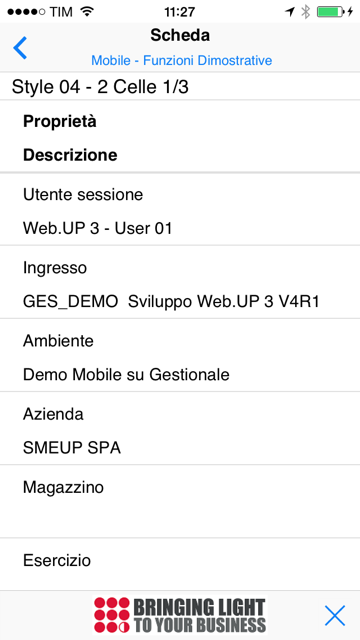 TIM 11:27
Scheda
Mobile - Funzioni Dimostrative
Style 04 - 2 Celle 1/3
Proprietà
Descrizione
Utente sessione
Web.UP 3 - User 01
Ingresso
GES_DEMO  Sviluppo Web.UP 3 V4R1
Ambiente
Demo Mobile su Gestionale
Azienda
SMEUP SPA
Magazzino
Esercizio
BRINGING LIGHT
TO YOUR BUSINESS